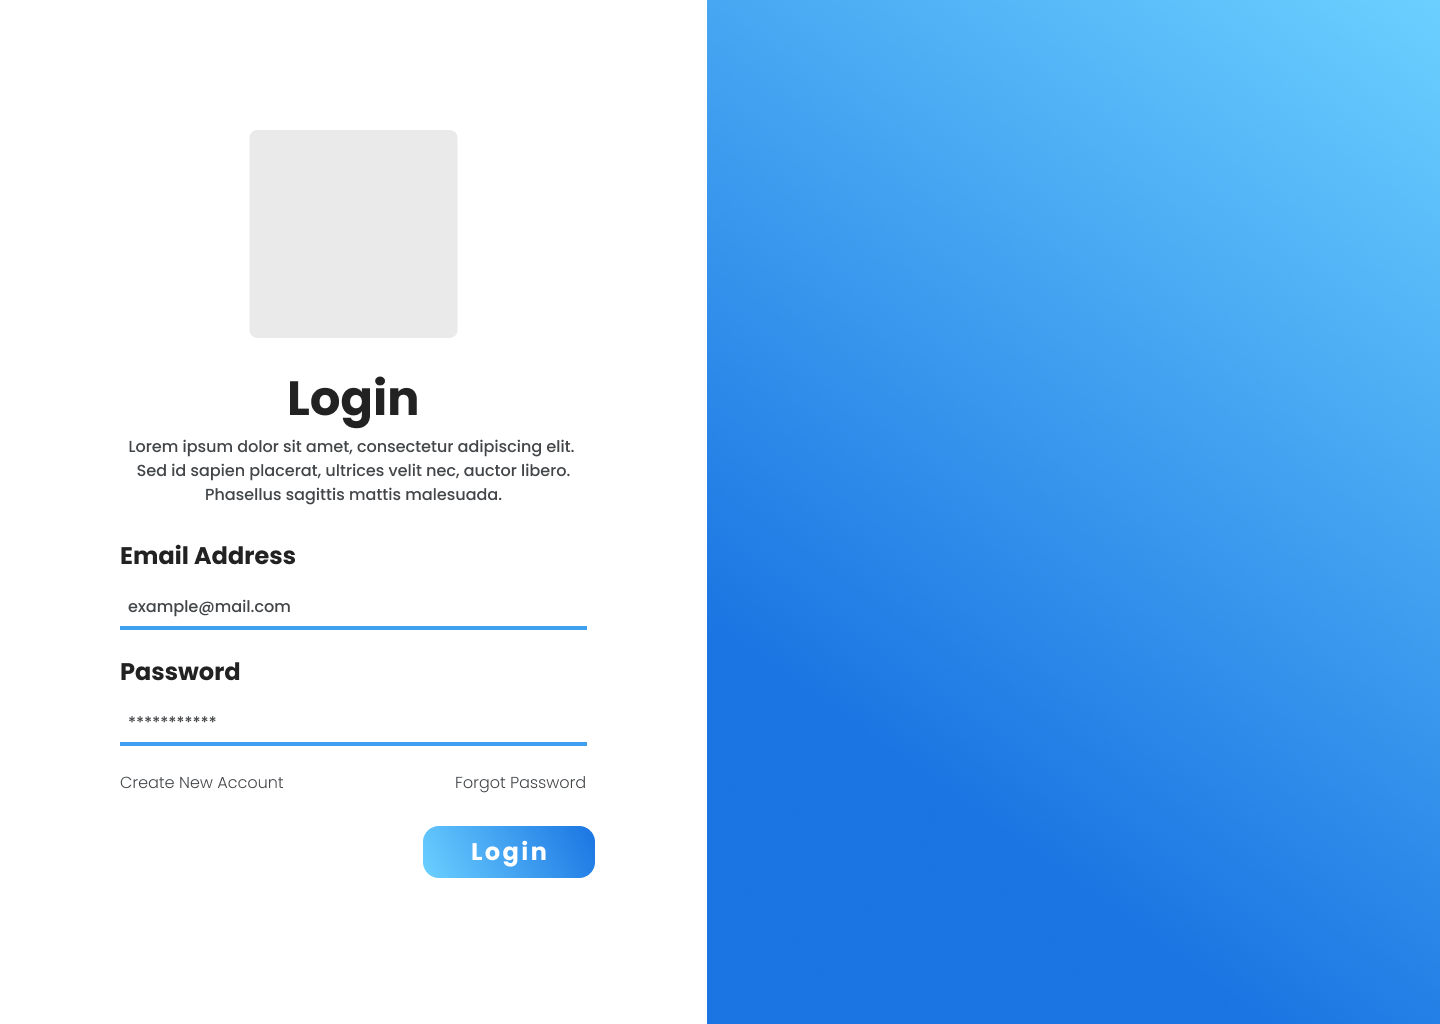 Login
Lorem ipsum dolor sit amet, consectetur adipiscing elit.
Sed id sapien placerat, ultrices velit nec, auctor libero.
Phasellus sagittis mattis malesuada.
Email Address
example@mail.com
Password
***********
Create New Account
Forgot Password
Login